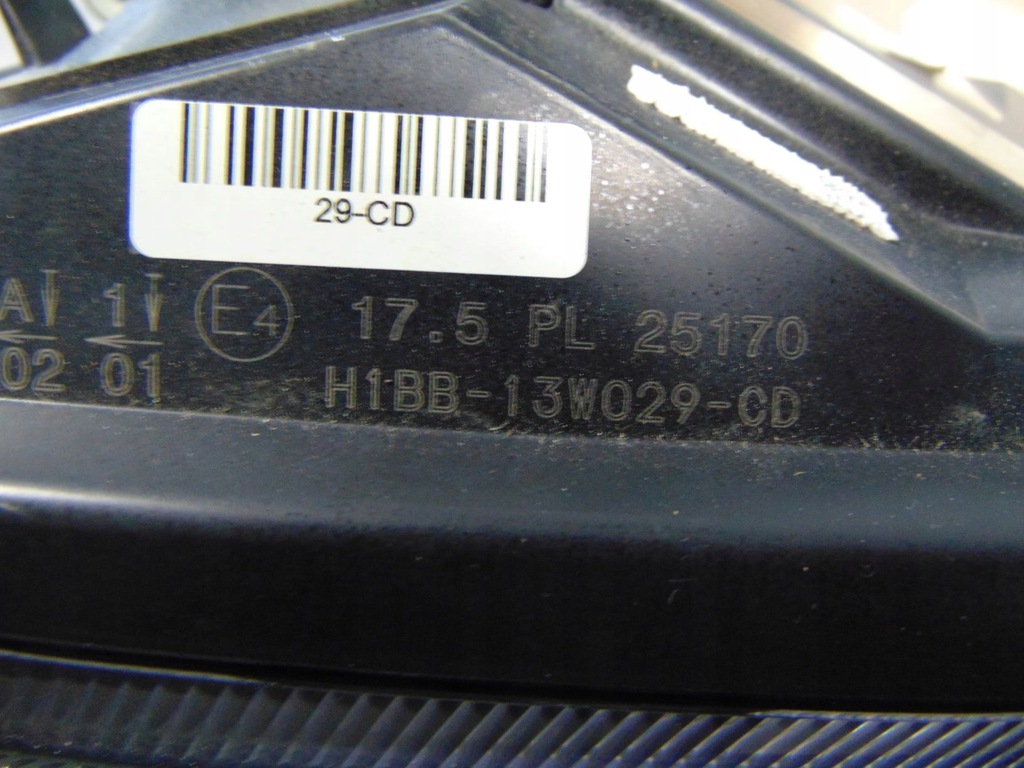 29-CD
A 1 E4 17.5 PL 25170
02 01 H1BB-13W029-CD